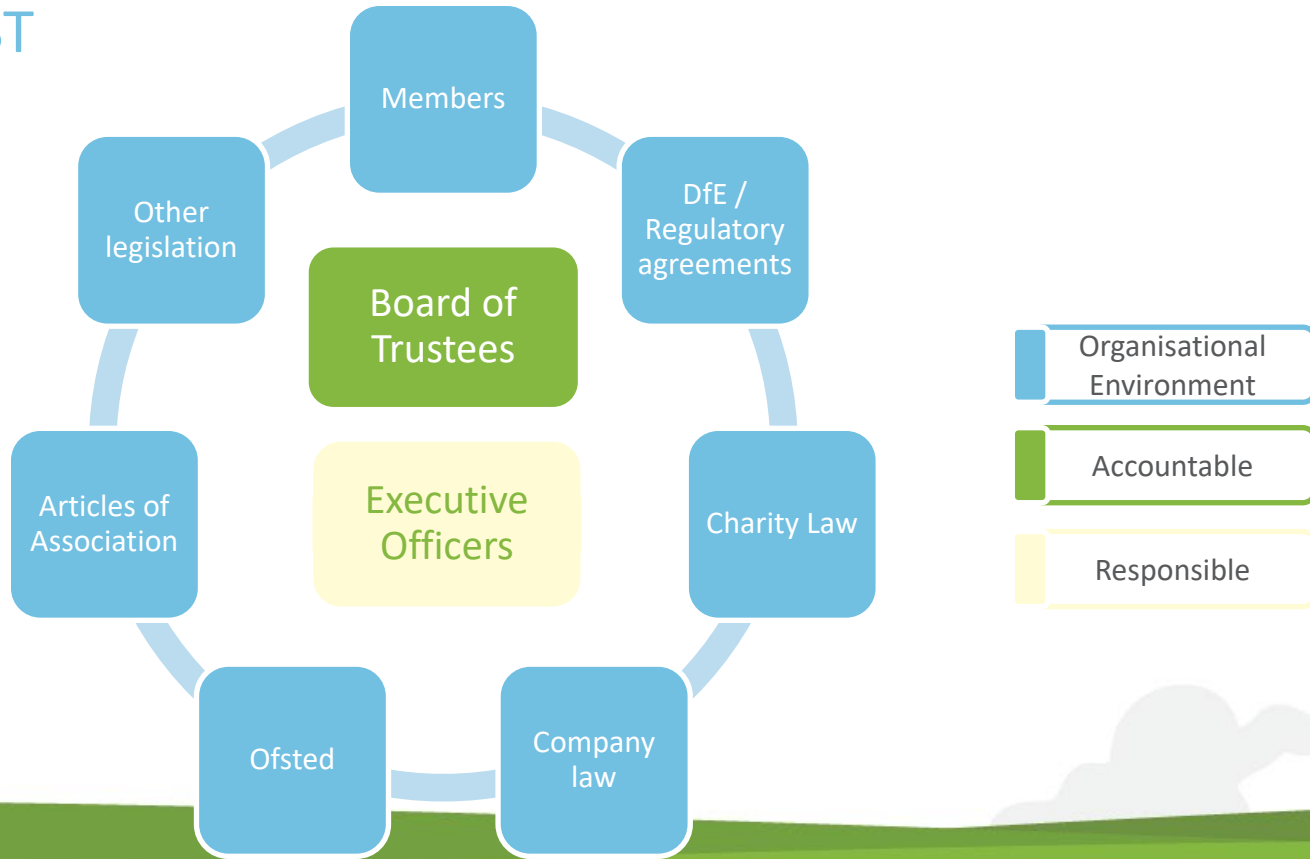 ST
Members
DfE /
Regulatory
agreements
Other
legislation
Board of
Trustees
Executive
Officers
Articles of
Association
Charity Law
Ofsted
Company
law
Organisational
Environment
Accountable
Responsible